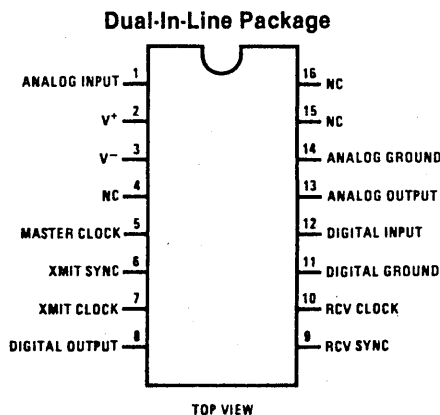 Dual-In-Line Package
ANALOG INPUT 1
V+ 2
V− 3
NC 4
MASTER CLOCK 5
XMIT SYNC 6
XMIT CLOCK 7
DIGITAL OUTPUT 8
16 NC
15 NC
14 ANALOG GROUND
13 ANALOG OUTPUT
12 DIGITAL INPUT
11 DIGITAL GROUND
10 RCV CLOCK
9 RCV SYNC
TOP VIEW